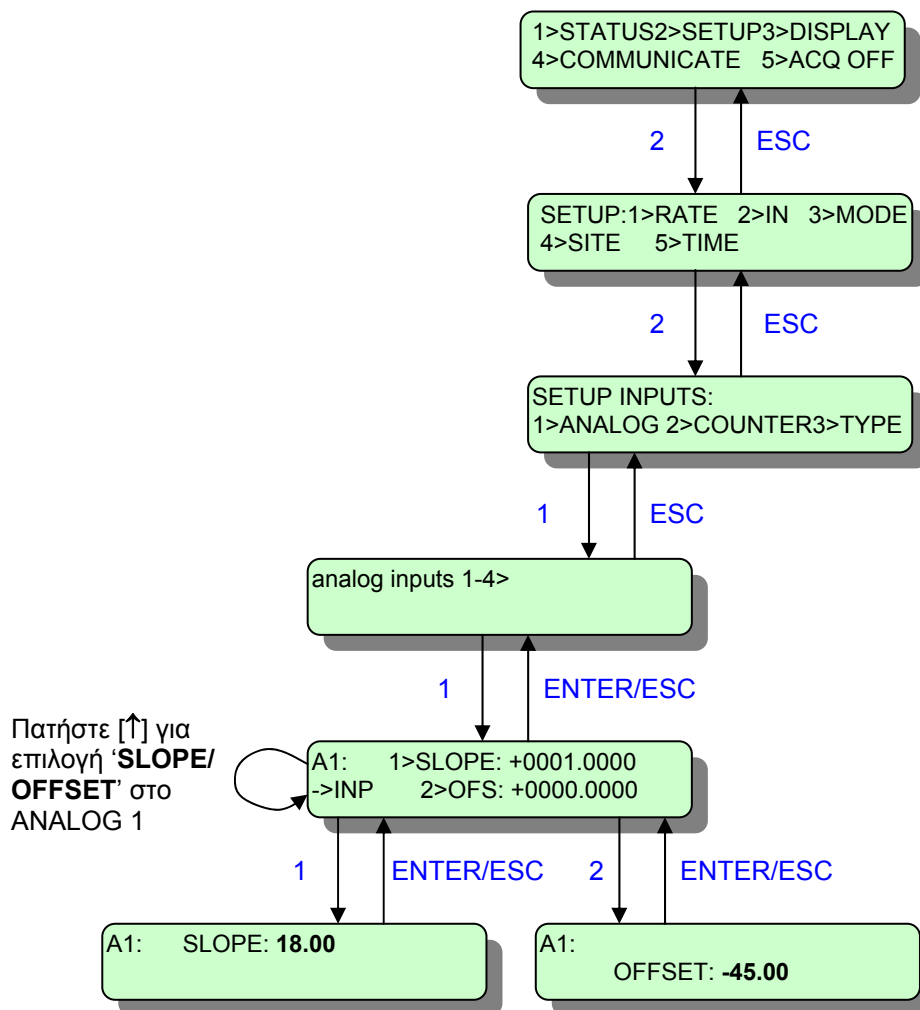 1>STATUS2>SETUP3>DISPLAY
4>COMMUNICATE 5>ACQ OFF
2
ESC
SETUP:1>RATE 2>IN 3>MODE
4>SITE 5>TIME
2
ESC
SETUP INPUTS:
1>ANALOG 2>COUNTER3>TYPE
1
ESC
analog inputs 1-4>
1
ENTER/ESC
Πατήστε [↑] για
επιλογή ‘SLOPE/
OFFSET’ στο
ANALOG 1
A1: 1>SLOPE: +0001.0000
->INP 2>OFS: +0000.0000
1
ENTER/ESC
2
ENTER/ESC
A1: SLOPE: 18.00
A1:
OFFSET: -45.00